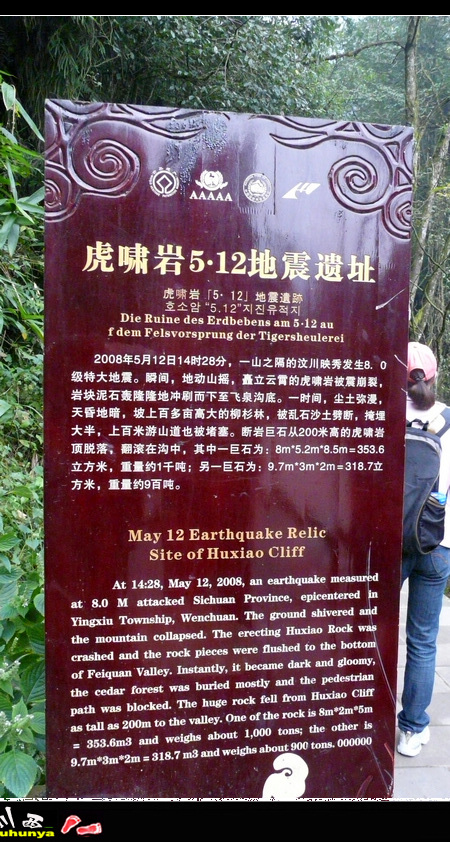 AAAAA
虎啸岩5·12地震遗址
虎嘯岩「5·12」地震遺跡
호소암 “5.12”지진유적지
Die Ruine des Erdbebens am 5·12 au
f dem Felsvorsprung der Tigersheulerei
2008年5月12日14时28分，一山之隔的汶川映秀发生8.0
级特大地震。瞬间，地动山摇，矗立云霄的虎啸岩被震崩裂，
岩块泥石轰隆隆地冲刷而下至飞泉沟底。一时间，尘土弥漫，
天昏地暗，坡上百多亩高大的柳杉林，被乱石沙土劈断，掩埋
大半，上百米游山道也被堵塞。断岩巨石从200米高的虎啸岩
顶脱落，翻滚在沟中，其中一巨石为：8m*5.2m*8.5m=353.6
立方米，重量约1千吨；另一巨石为：9.7m*3m*2m=318.7立
方米，重量约9百吨。
May 12 Earthquake Relic
Site of Huxiao Cliff
At 14:28, May 12, 2008, an earthquake measured
at 8.0 M attacked Sichuan Province, epicentered in
Yingxiu Township, Wenchuan. The ground shivered and
the mountain collapsed. The erecting Huxiao Rock was
crashed and the rock pieces were flushed to the bottom
of Feiquan Valley. Instantly, it became dark and gloomy,
the cedar forest was buried mostly and the pedestrian
path was blocked. The huge rock fell from Huxiao Cliff
as tall as 200m to the valley. One of the rock is 8m*2m*5m
= 353.6m3 and weighs about 1,000 tons; the other is
9.7m*3m*2m = 318.7 m3 and weighs about 900 tons. 000000
uhunya